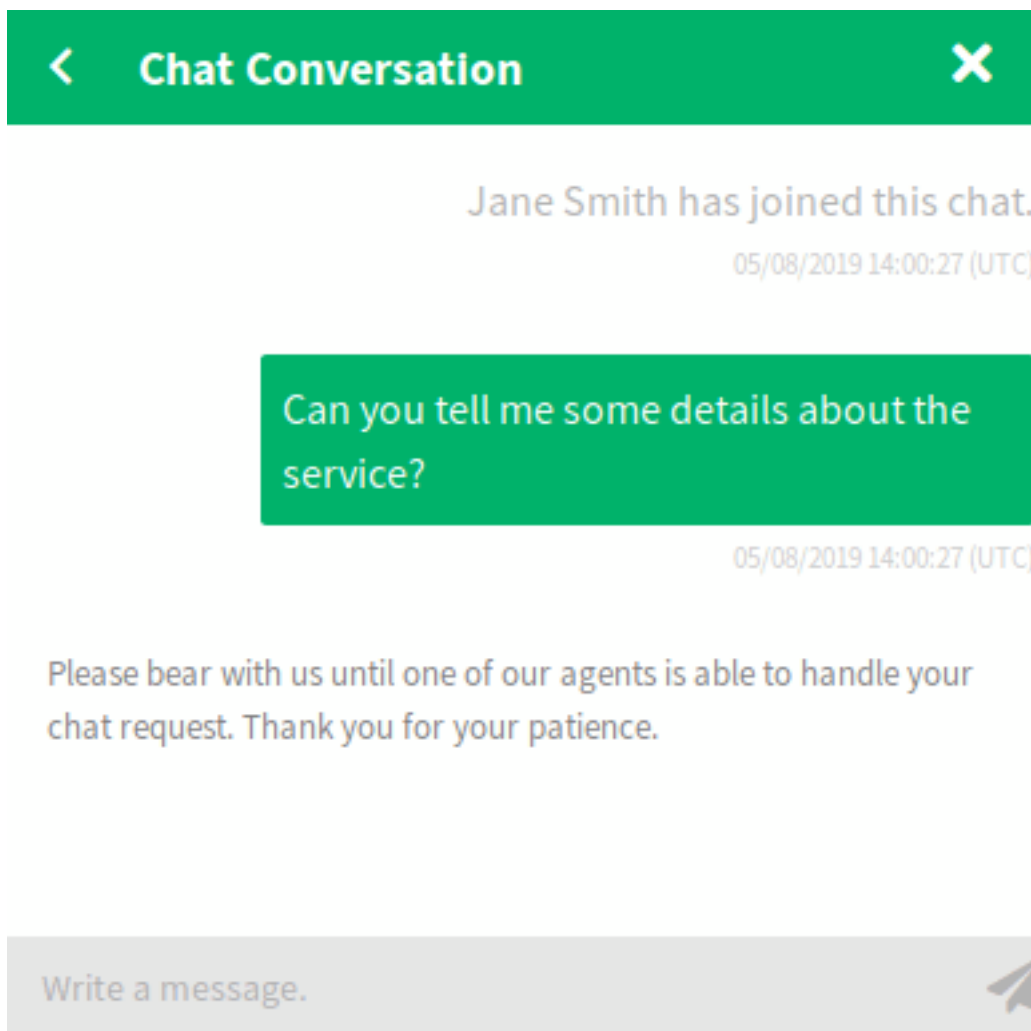 Chat Conversation
Jane Smith has joined this chat.
05/08/2019 14:00:27 (UTC)
Can you tell me some details about the
service?
05/08/2019 14:00:27 (UTC)
Please bear with us until one of our agents is able to handle your
chat request. Thank you for your patience.
Write a message.